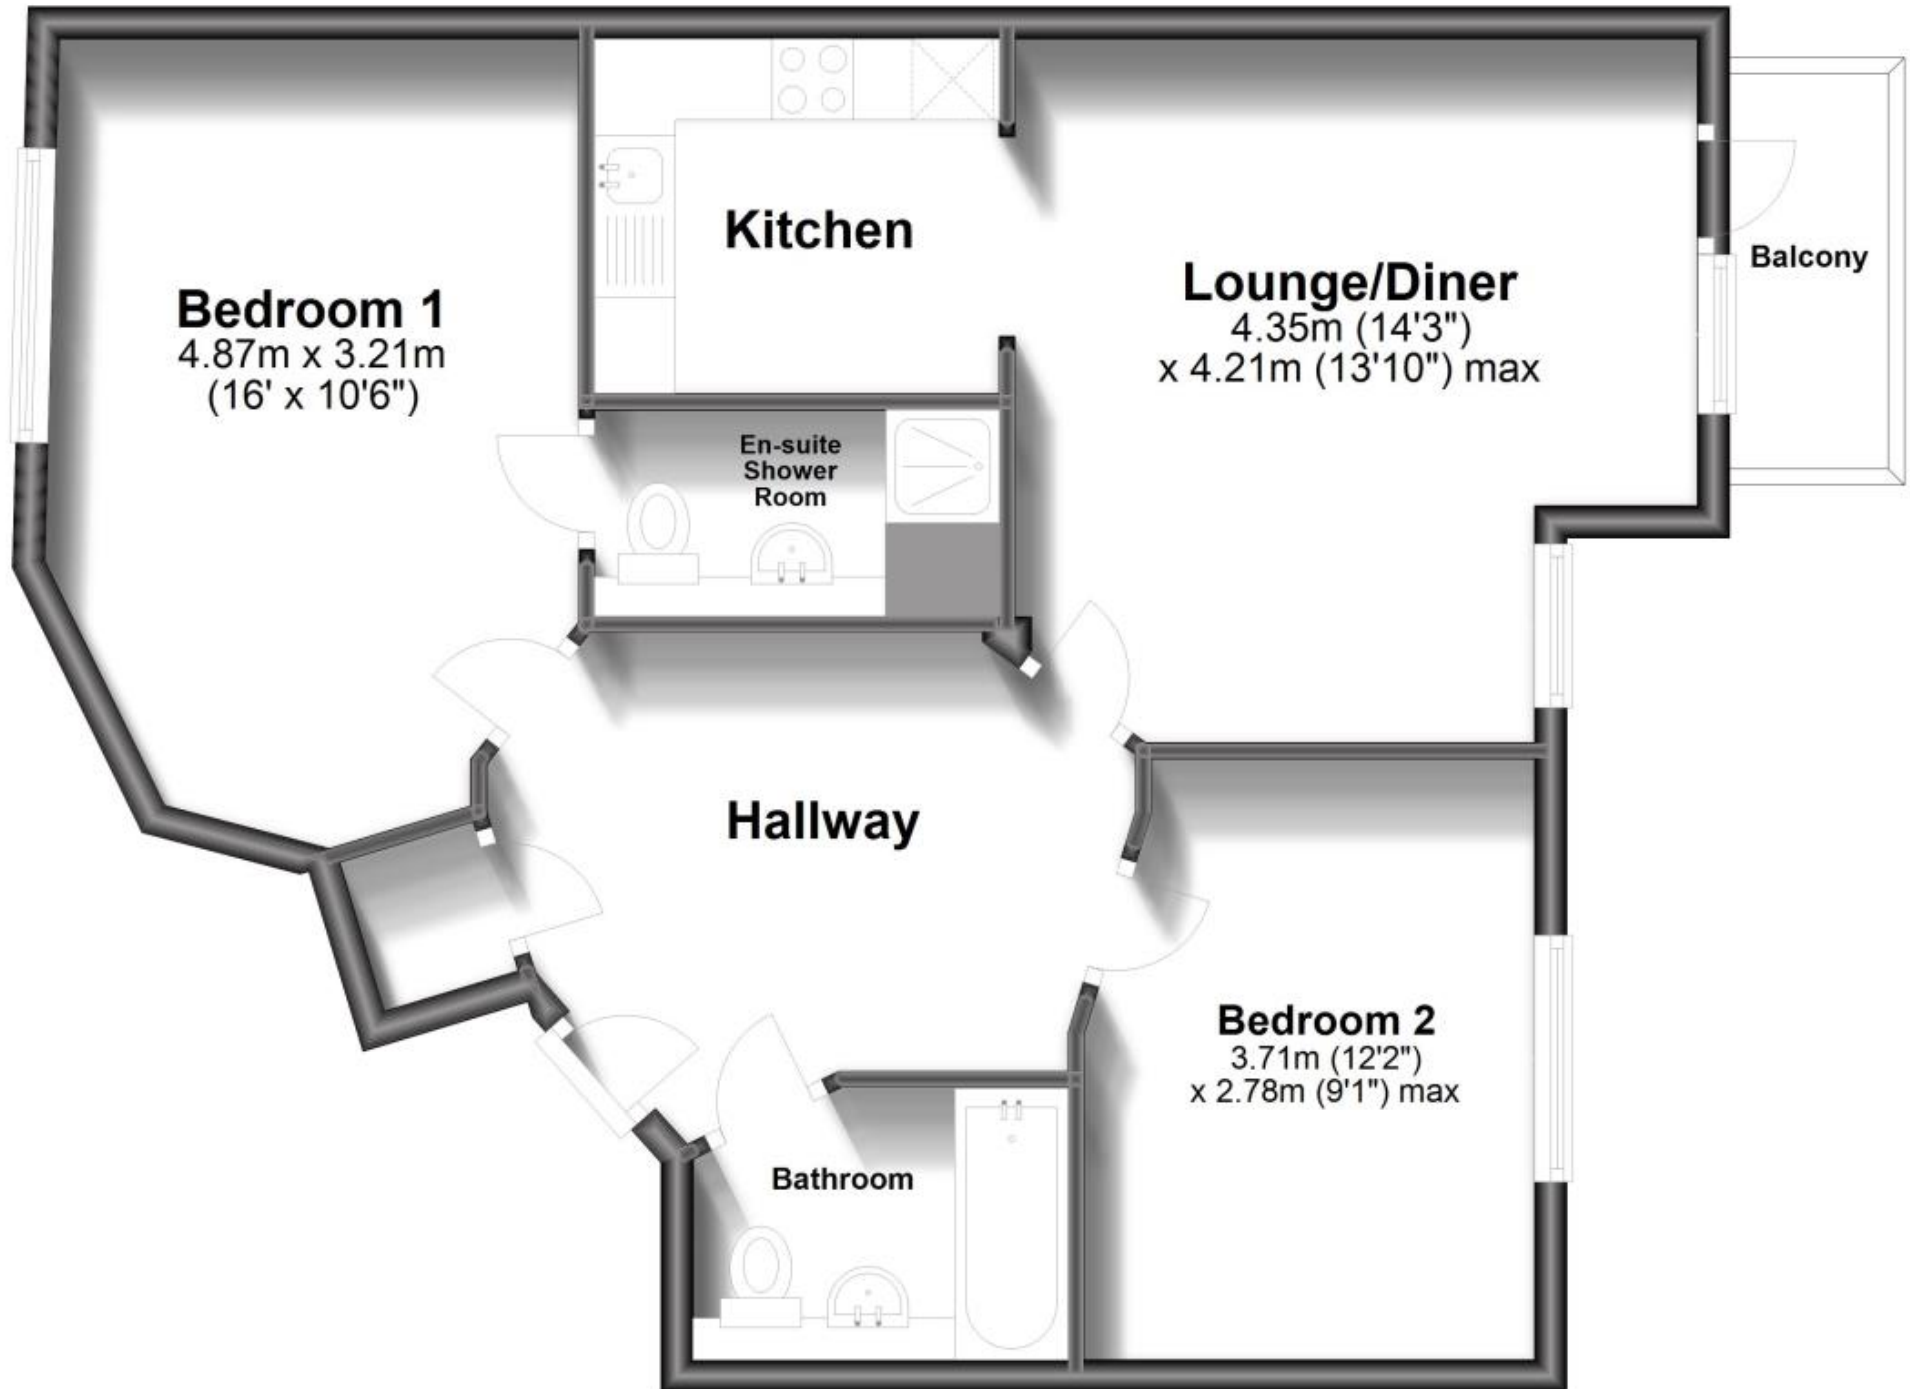 Kitchen
Bedroom 1
4.87m x 3.21m
(16' x 10'6")
Lounge/Diner
4.35m (14'3")
x 4.21m (13'10") max
Balcony
En-suite
Shower
Room
Hallway
Bedroom 2
3.71m (12'2")
x 2.78m (9'1") max
Bathroom